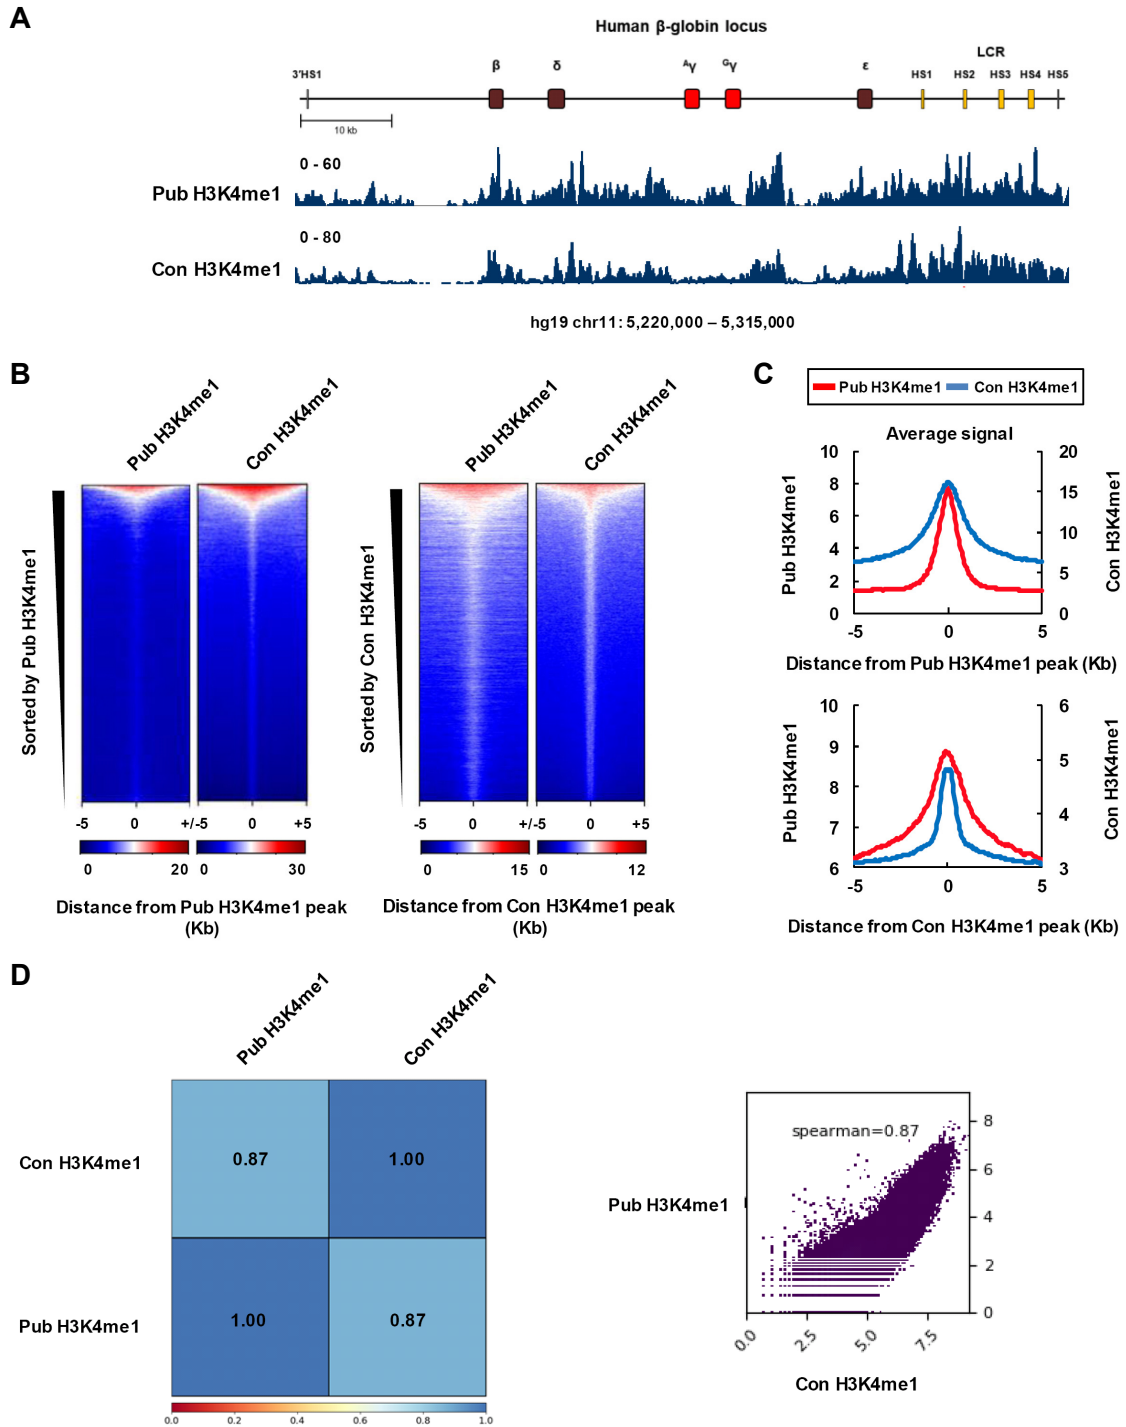 A
Human β-globin locus
LCR
3'HS1 β δ Aγ Gγ ε HS1 HS2 HS3 HS4 HS5
10 kb
0 - 60
Pub H3K4me1
0 - 80
Con H3K4me1
hg19 chr11: 5,220,000 – 5,315,000
B
Pub H3K4me1
Con H3K4me1
Pub H3K4me1
Con H3K4me1
Sorted by Pub H3K4me1
Sorted by Con H3K4me1
-5 0 +/-5 0 +5
-5 0 +/-5 0 +5
0 20 0 30
0 15 0 12
Distance from Pub H3K4me1 peak
(Kb)
Distance from Con H3K4me1 peak
(Kb)
C
Pub H3K4me1 Con H3K4me1
Average signal
Pub H3K4me1
10
8
6
4
2
0
20
15
10
5
0
Con H3K4me1
-5 0 5
Distance from Pub H3K4me1 peak (Kb)
Pub H3K4me1
10
9
8
7
6
6
5
4
3
Con H3K4me1
-5 0 5
Distance from Con H3K4me1 peak (Kb)
D
Pub H3K4me1
Con H3K4me1
Con H3K4me1
0.87 1.00
Pub H3K4me1
1.00 0.87
0.0 0.2 0.4 0.6 0.8 1.0
spearman=0.87
Pub H3K4me1
8
6
4
2
0
0.0 2.5 5.0 7.5
Con H3K4me1